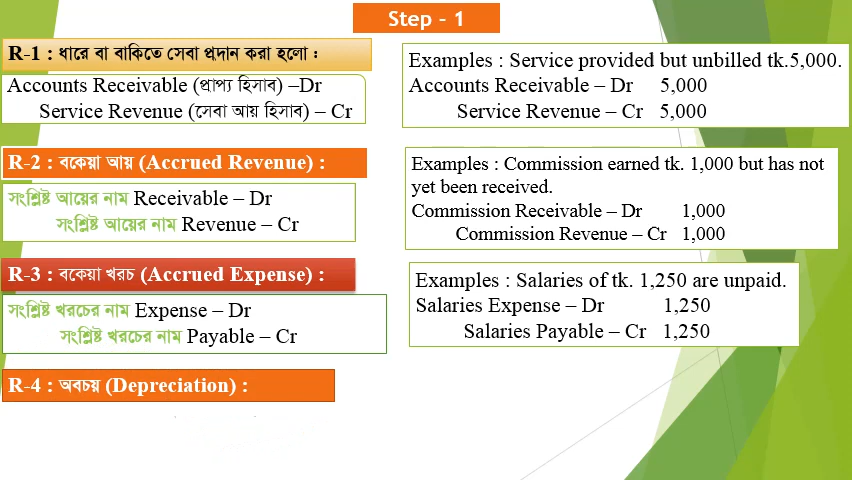 Step - 1
R-1 : ধারে বা বাকিতে সেবা প্রদান করা হলো :
Accounts Receivable (প্রাপ্য হিসাব) –Dr
Service Revenue (সেবা আয় হিসাব) – Cr
Examples : Service provided but unbilled tk.5,000.
Accounts Receivable – Dr 5,000
Service Revenue – Cr 5,000
R-2 : বকেয়া আয় (Accrued Revenue) :
সংশ্লিষ্ট আয়ের নাম Receivable – Dr
সংশ্লিষ্ট আয়ের নাম Revenue – Cr
Examples : Commission earned tk. 1,000 but has not
yet been received.
Commission Receivable – Dr 1,000
Commission Revenue – Cr 1,000
R-3 : বকেয়া খরচ (Accrued Expense) :
সংশ্লিষ্ট খরচের নাম Expense – Dr
সংশ্লিষ্ট খরচের নাম Payable – Cr
Examples : Salaries of tk. 1,250 are unpaid.
Salaries Expense – Dr 1,250
Salaries Payable – Cr 1,250
R-4 : অবচয় (Depreciation) :